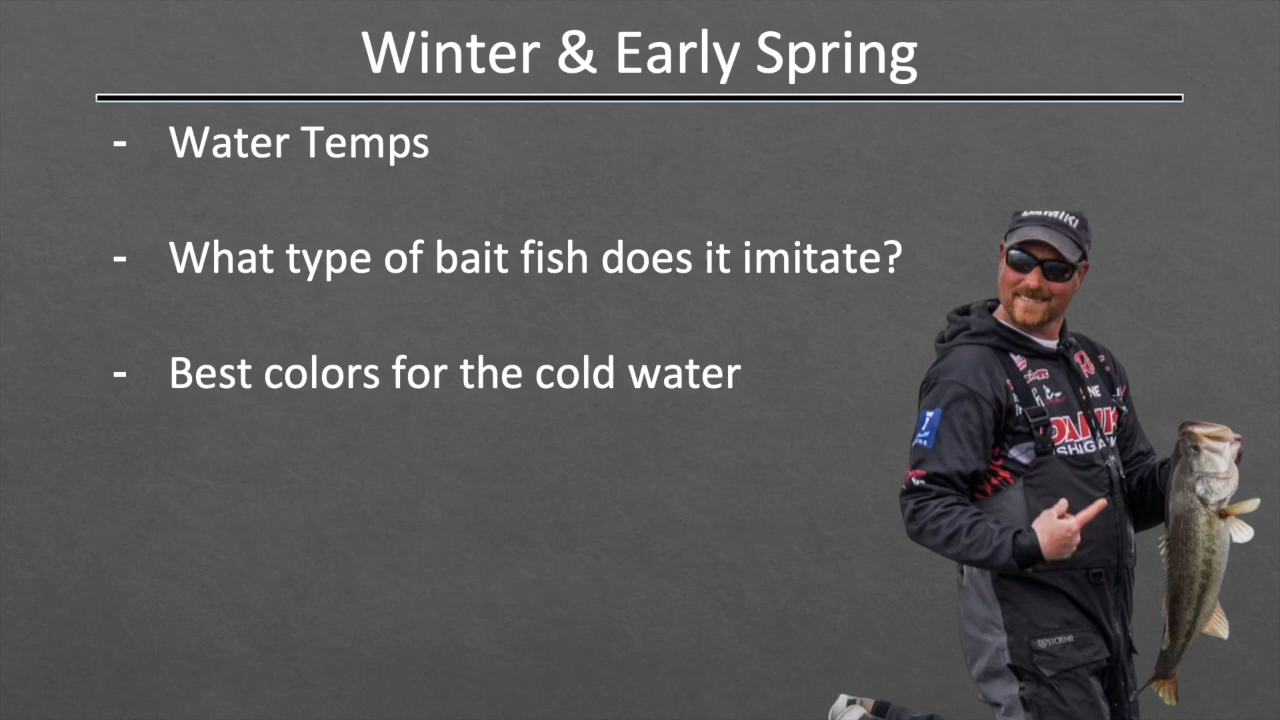 Winter & Early Spring
- Water Temps
- What type of bait fish does it imitate?
- Best colors for the cold water
STORMR